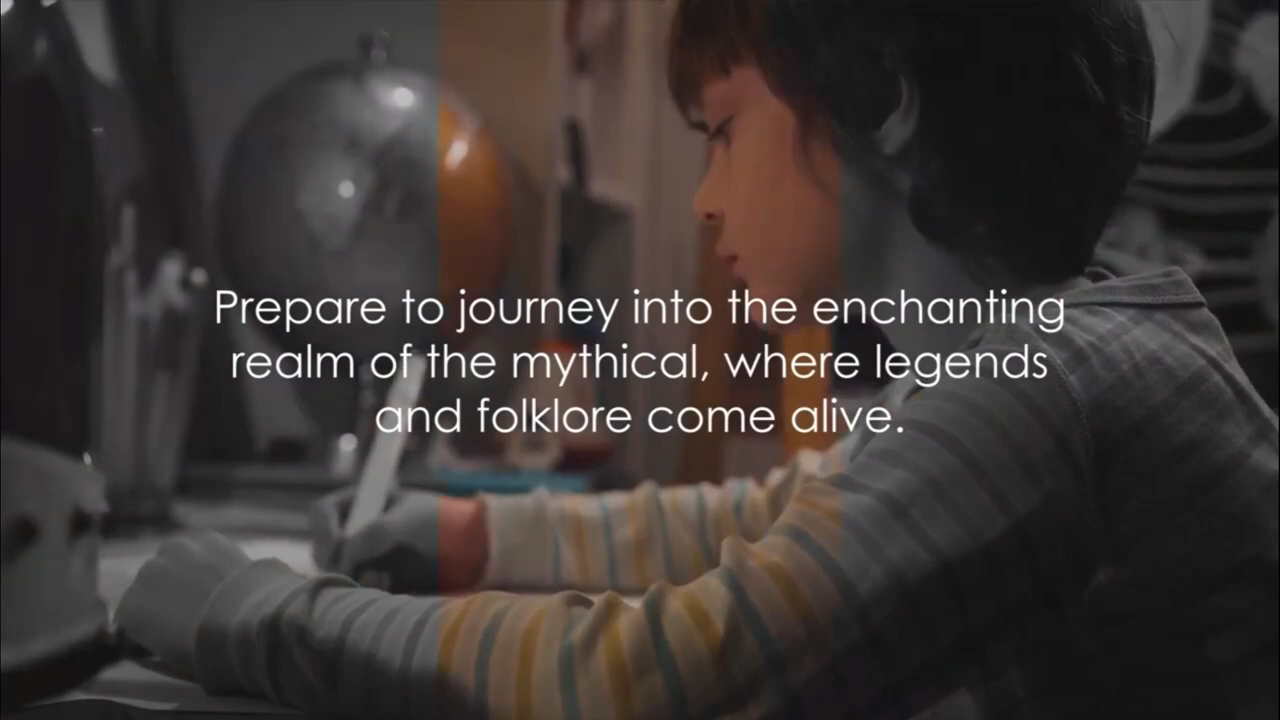 Prepare to journey into the enchanting
realm of the mythical, where legends
and folklore come alive.